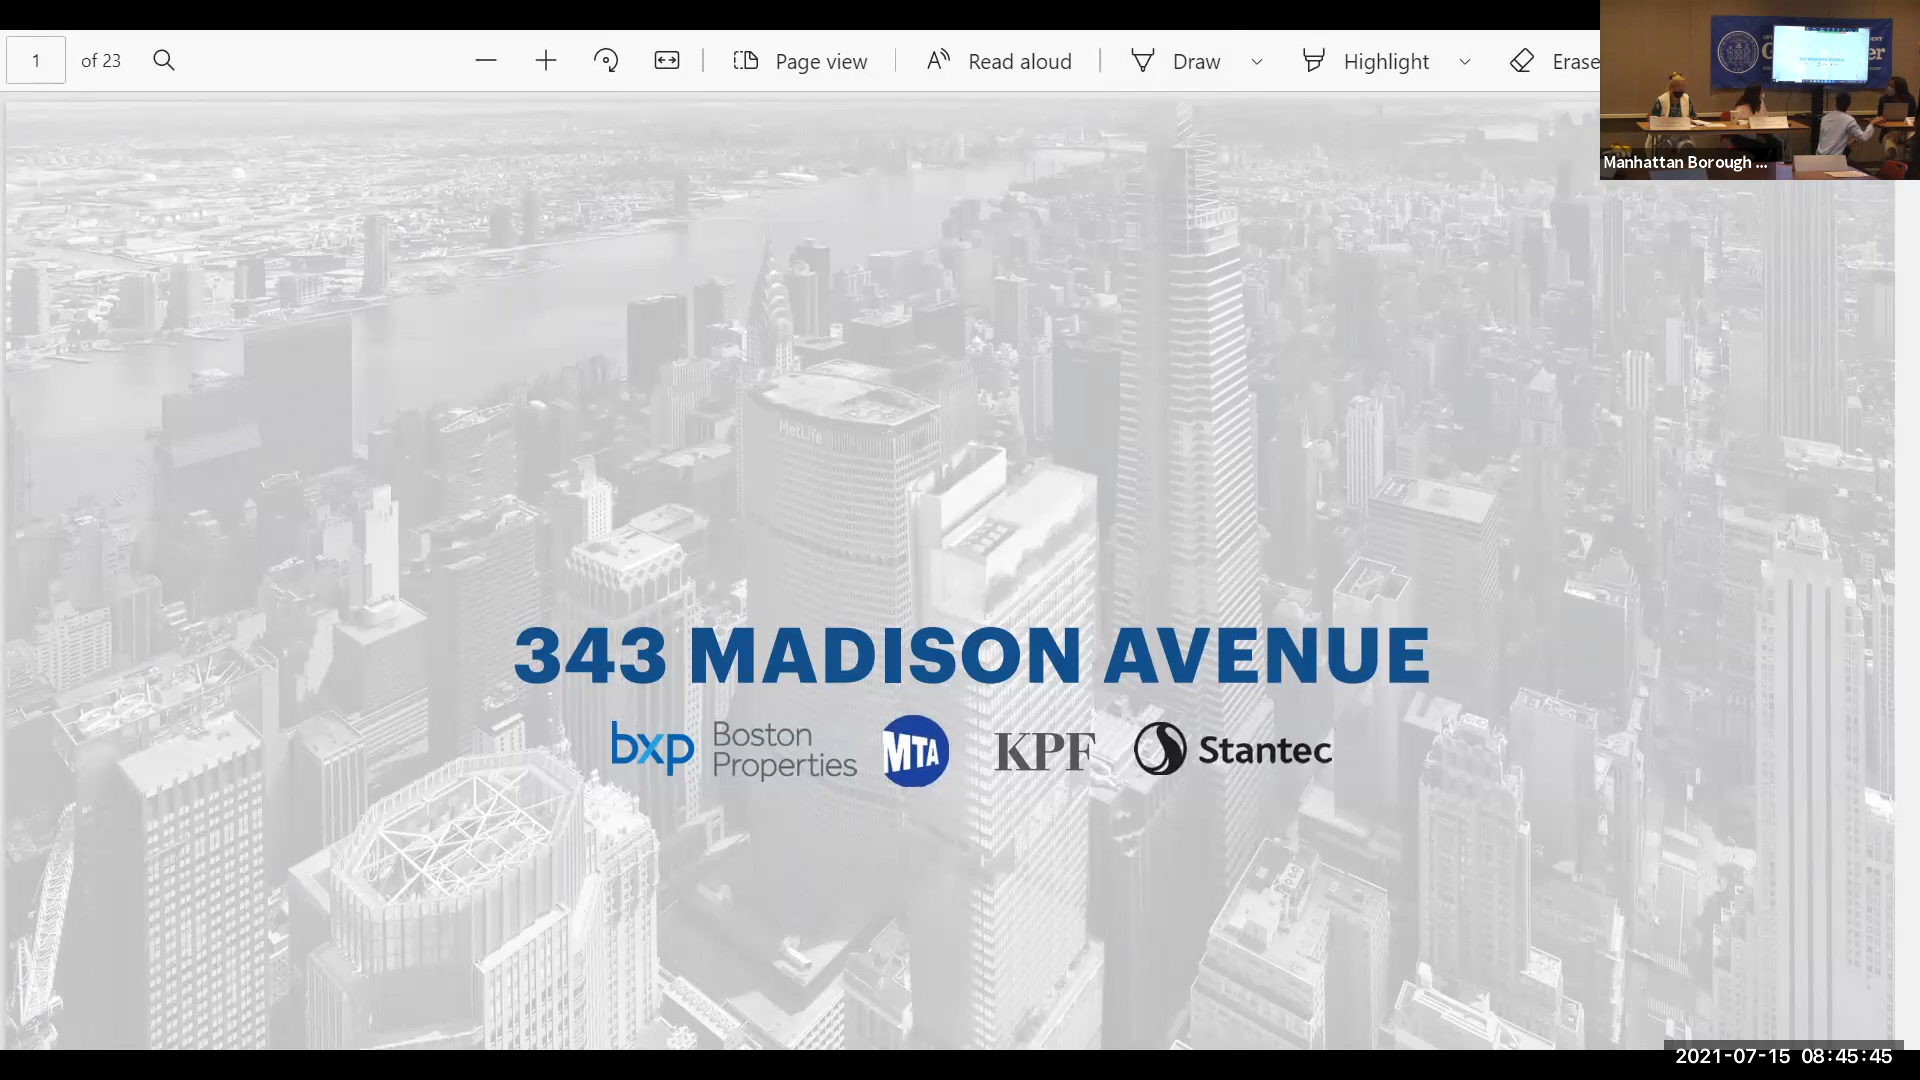 1 of 23
Page view
Read aloud
Draw
Highlight
Erase
Manhattan Borough ...
MetLife
343 MADISON AVENUE
bxp Boston Properties
MTA
KPF
Stantec
2021-07-15 08:45:45